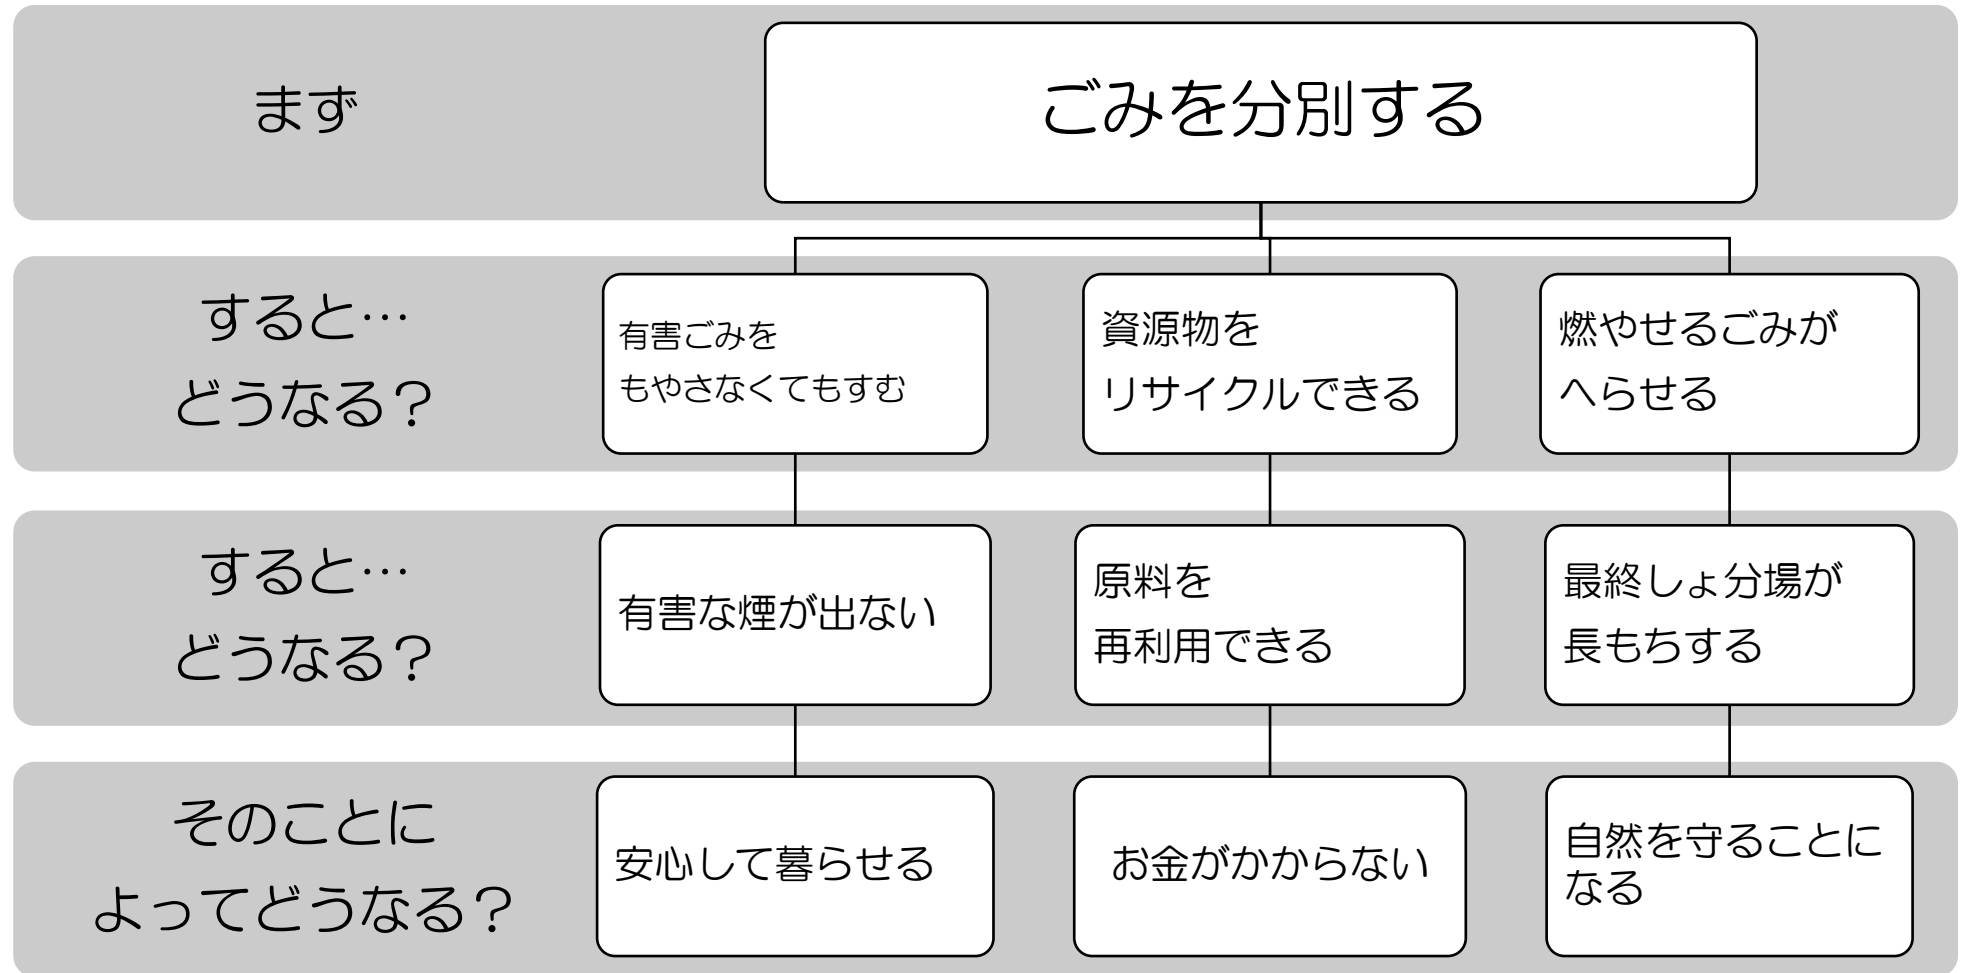 まず
ごみを分別する
すると…
どうなる？
有害ごみを
もやさなくてもすむ
資源物を
リサイクルできる
燃やせるごみが
へらせる
すると…
どうなる？
有害な煙が出ない
原料を
再利用できる
最終しょ分場が
長もちする
そのことに
よってどうなる？
安心して暮らせる
お金がかからない
自然を守ることに
なる